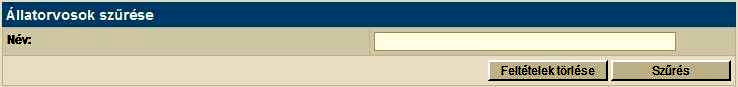 Állatorvosok szűrése
Név:
Feltételek törlése Szűrés